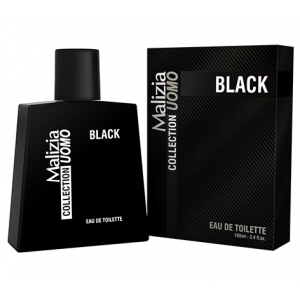 Malizia
COLLECTION UOMO
BLACK
EAU DE TOILETTE
Malizia
COLLECTION UOMO
BLACK
EAU DE TOILETTE
100ml - 3.4 fl.oz.